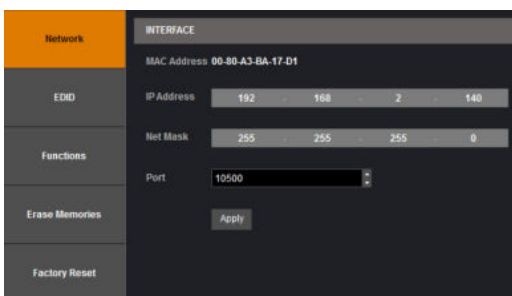 Network
EDID
Functions
Erase Memories
Factory Reset
INTERFACE
MAC Address 00-80-A3-BA-17-D1
IP Address 192 . 168 . 2 . 140
Net Mask 255 . 255 . 255 . 0
Port 10500
Apply